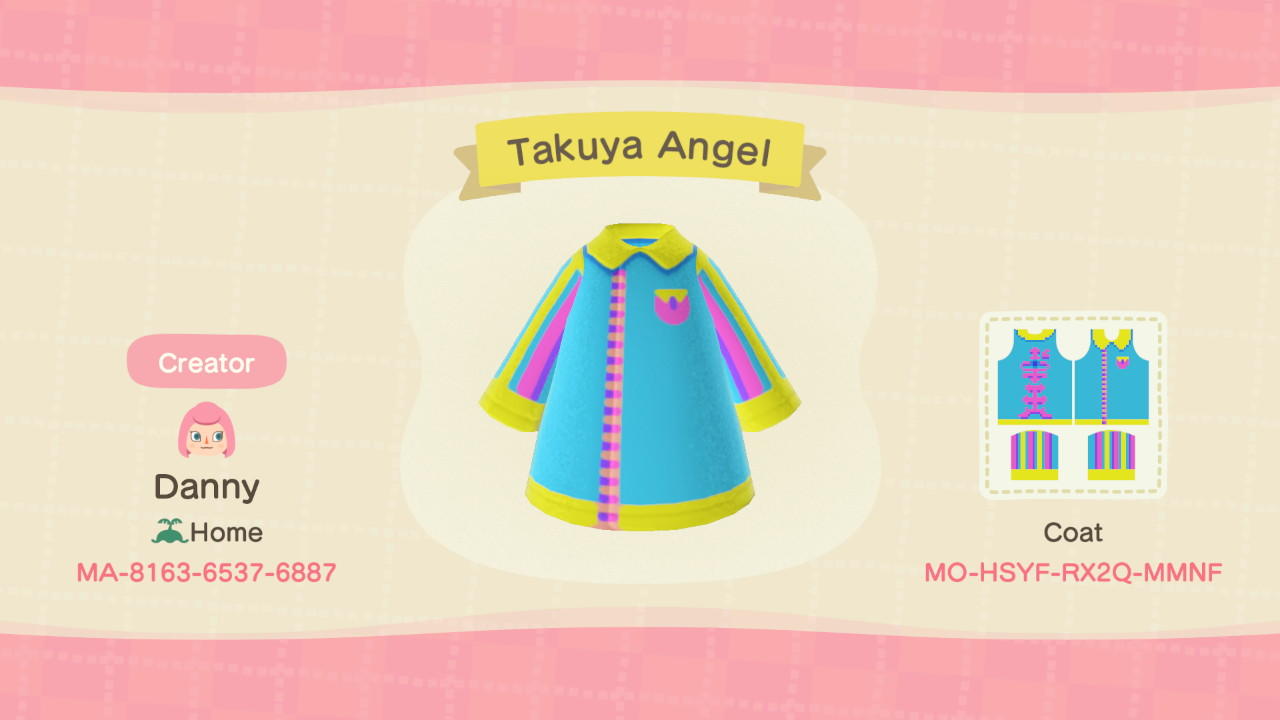 Takuya Angel
Creator
Danny
Home
MA-8163-6537-6887
Coat
MO-HSYF-RX2Q-MMNF